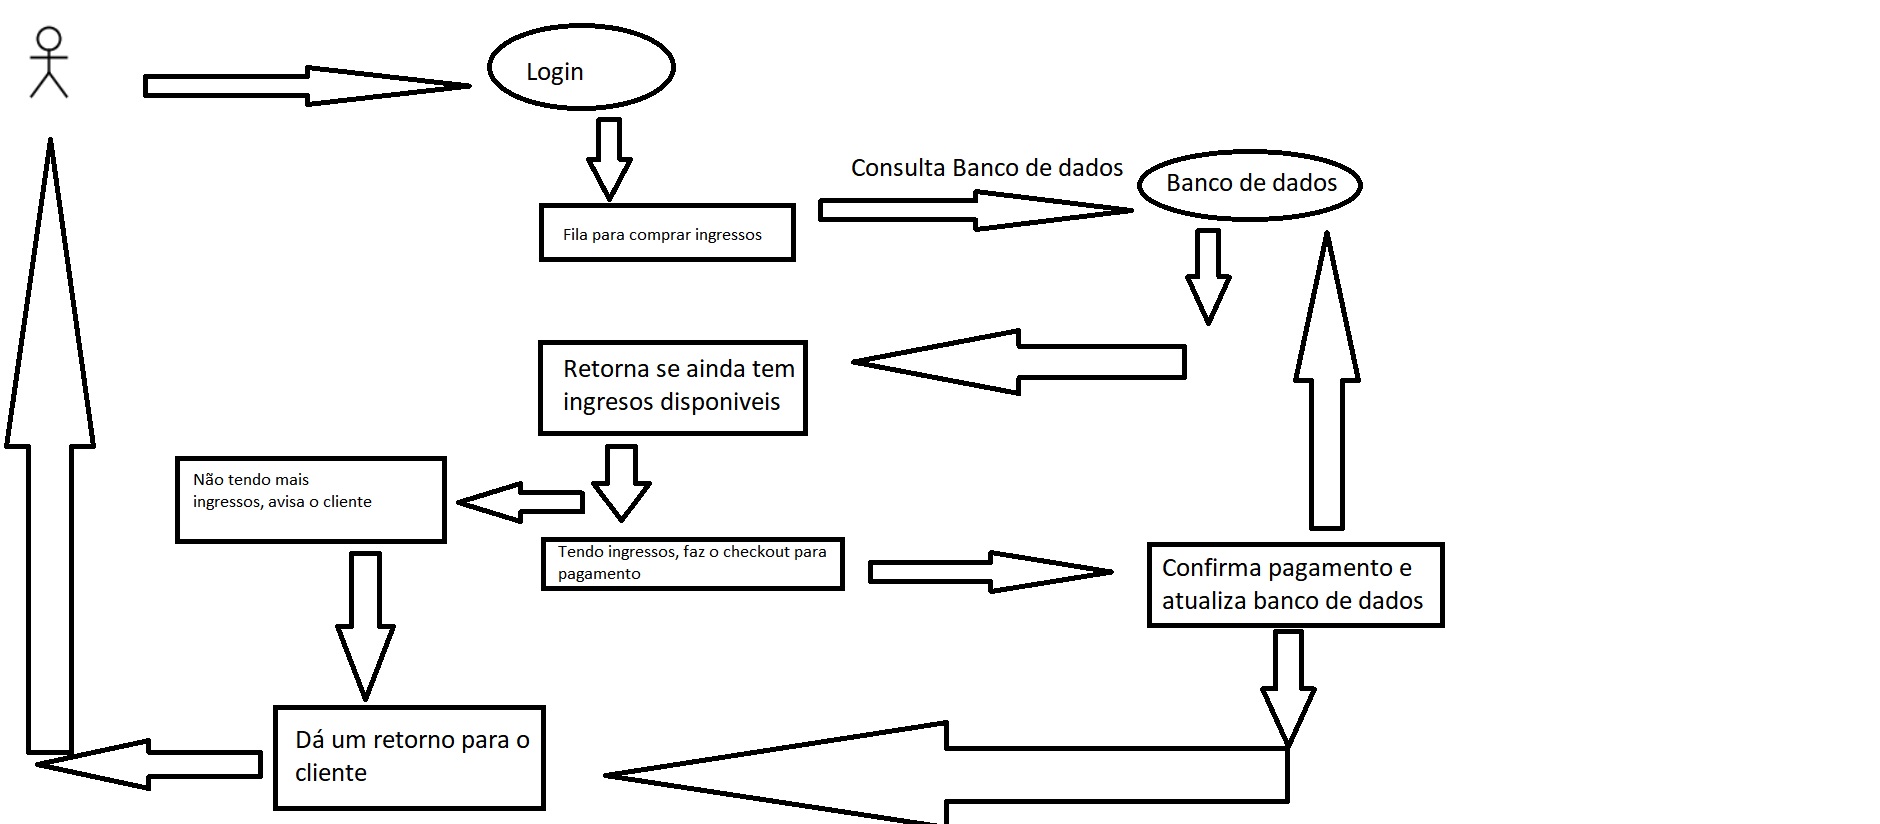 Login
Consulta Banco de dados
Banco de dados
Fila para comprar ingressos
Retorna se ainda tem
ingresos disponiveis
Não tendo mais
ingressos, avisa o cliente
Tendo ingressos, faz o checkout para
pagamento
Confirma pagamento e
atualiza banco de dados
Dá um retorno para o
cliente